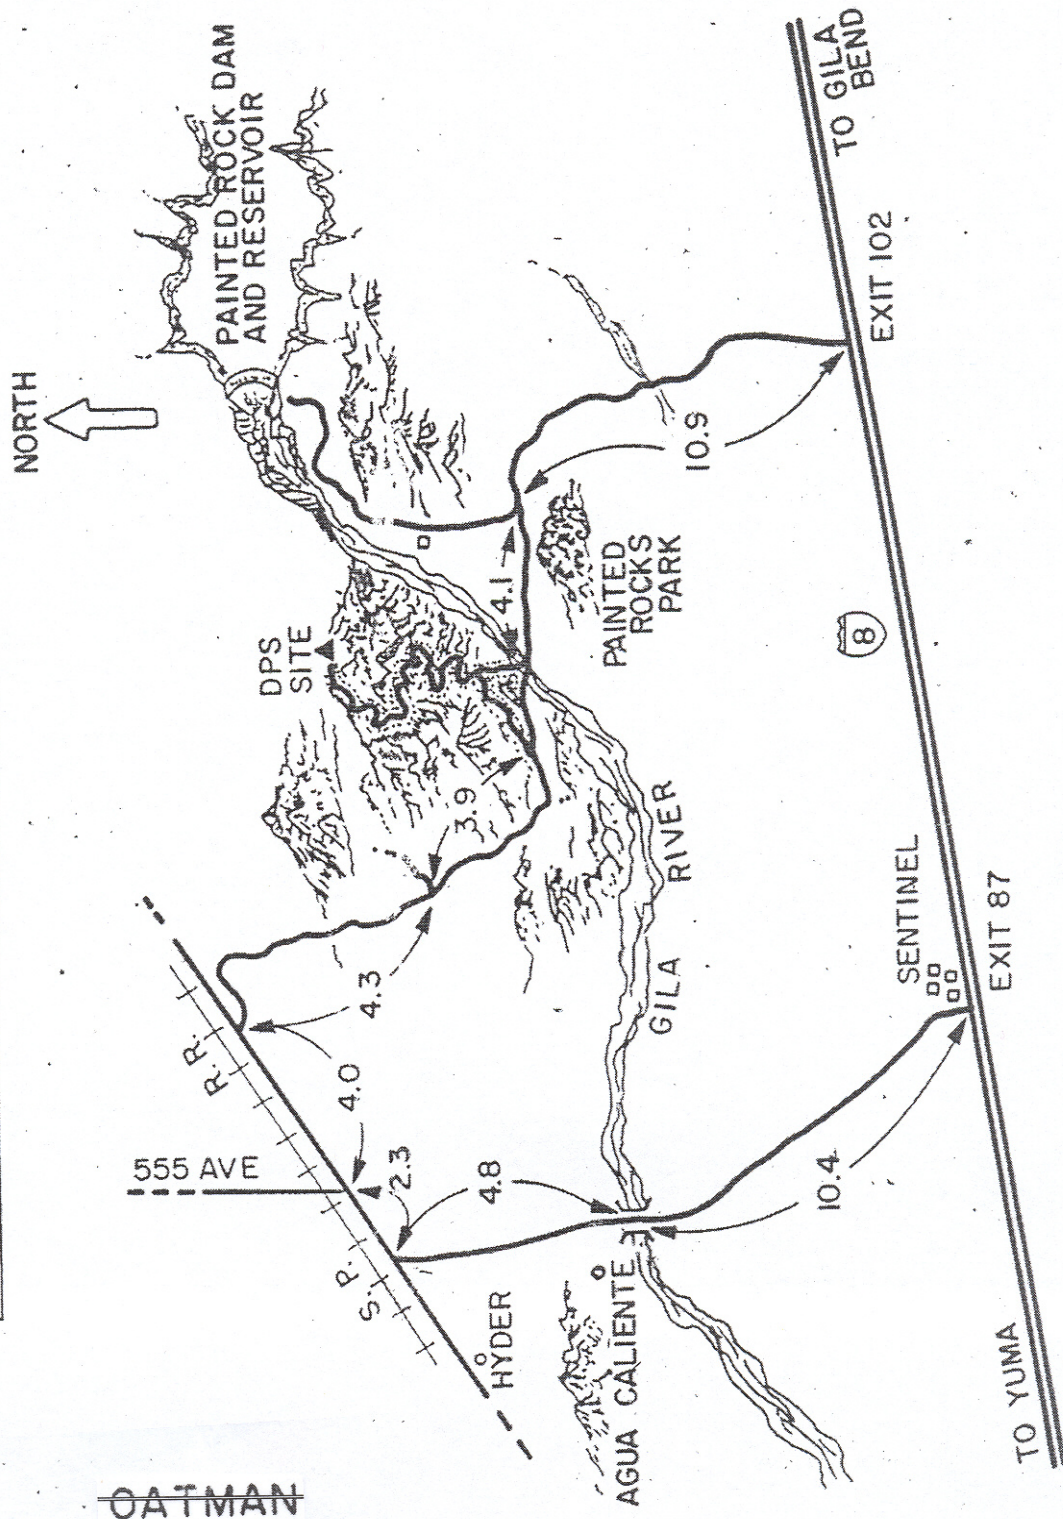 OATMAN
NORTH
PAINTED ROCK DAM
AND RESERVOIR
DPS
SITE
555 AVE
R. R.
S. P.
HYDER
4.0
2.3
4.3
4.8
3.9
4.1
10.9
10.4
AGUA CALIENTE
GILA
RIVER
PAINTED
ROCKS
PARK
SENTINEL
8
EXIT 87
EXIT 102
TO YUMA
TO GILA
BEND